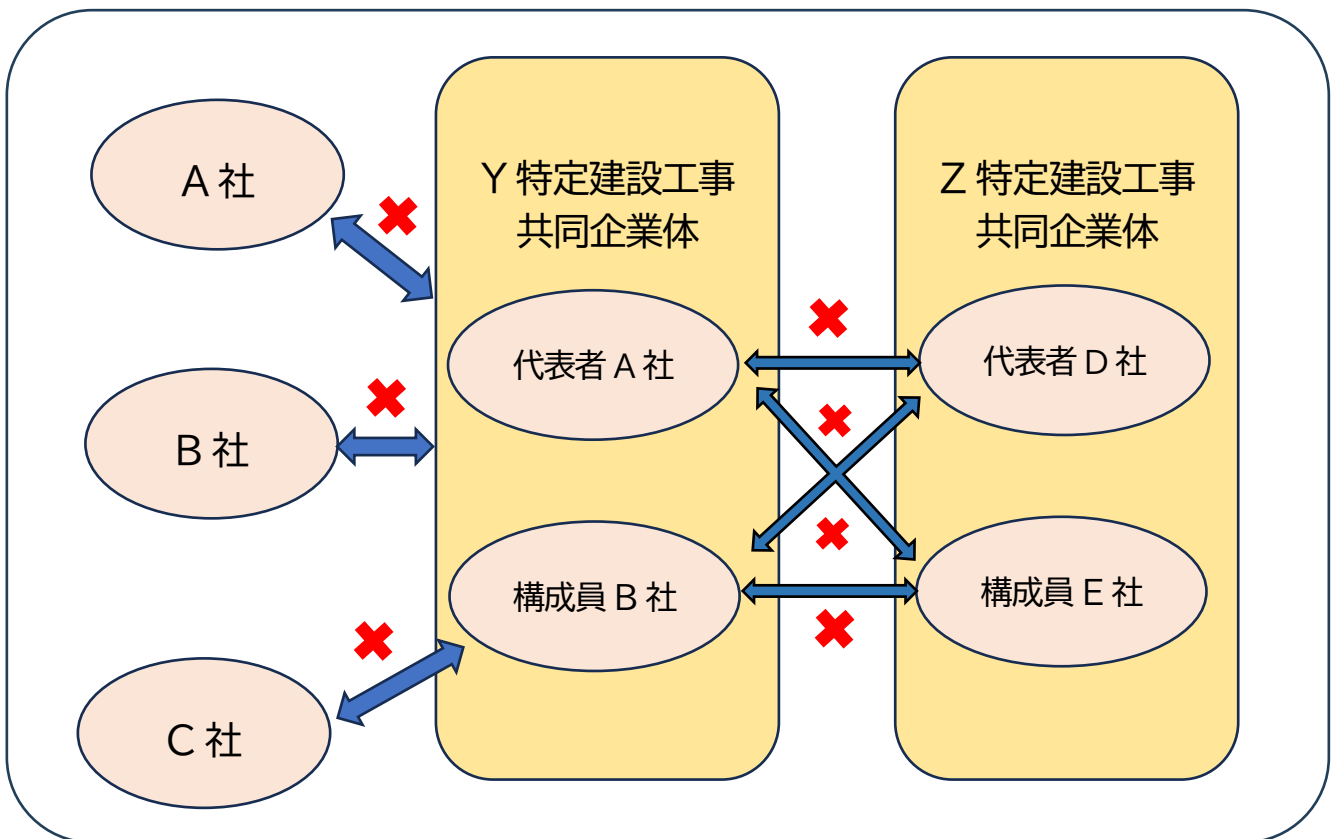 A社
B社
C社
Y特定建設工事
共同企業体
代表者A社
構成員B社
Z特定建設工事
共同企業体
代表者D社
構成員E社